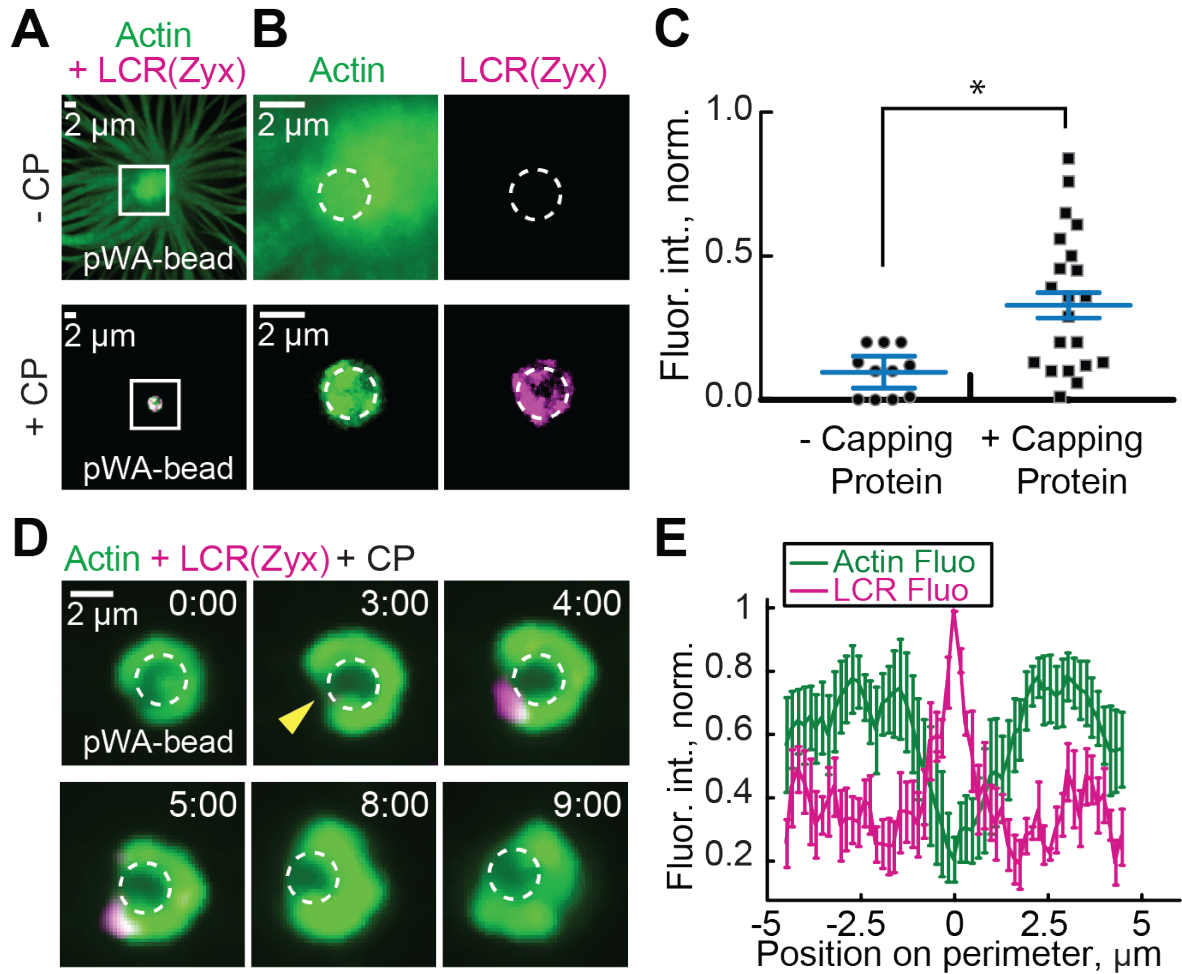 A
Actin
+ LCR(Zyx)
- CP
2 μm
pWA-bead
+ CP
2 μm
pWA-bead
B
Actin
LCR(Zyx)
2 μm
2 μm
C
*
Fluor. int., norm.
1.0
0.5
0.0
- Capping
Protein
+ Capping
Protein
D
Actin + LCR(Zyx) + CP
2 μm
0:00
pWA-bead
3:00
4:00
5:00
8:00
9:00
E
Actin Fluo
LCR Fluo
Fluor. int., norm.
1
0.8
0.6
0.4
0.2
-5
-2.5
0
2.5
5
Position on perimeter, μm